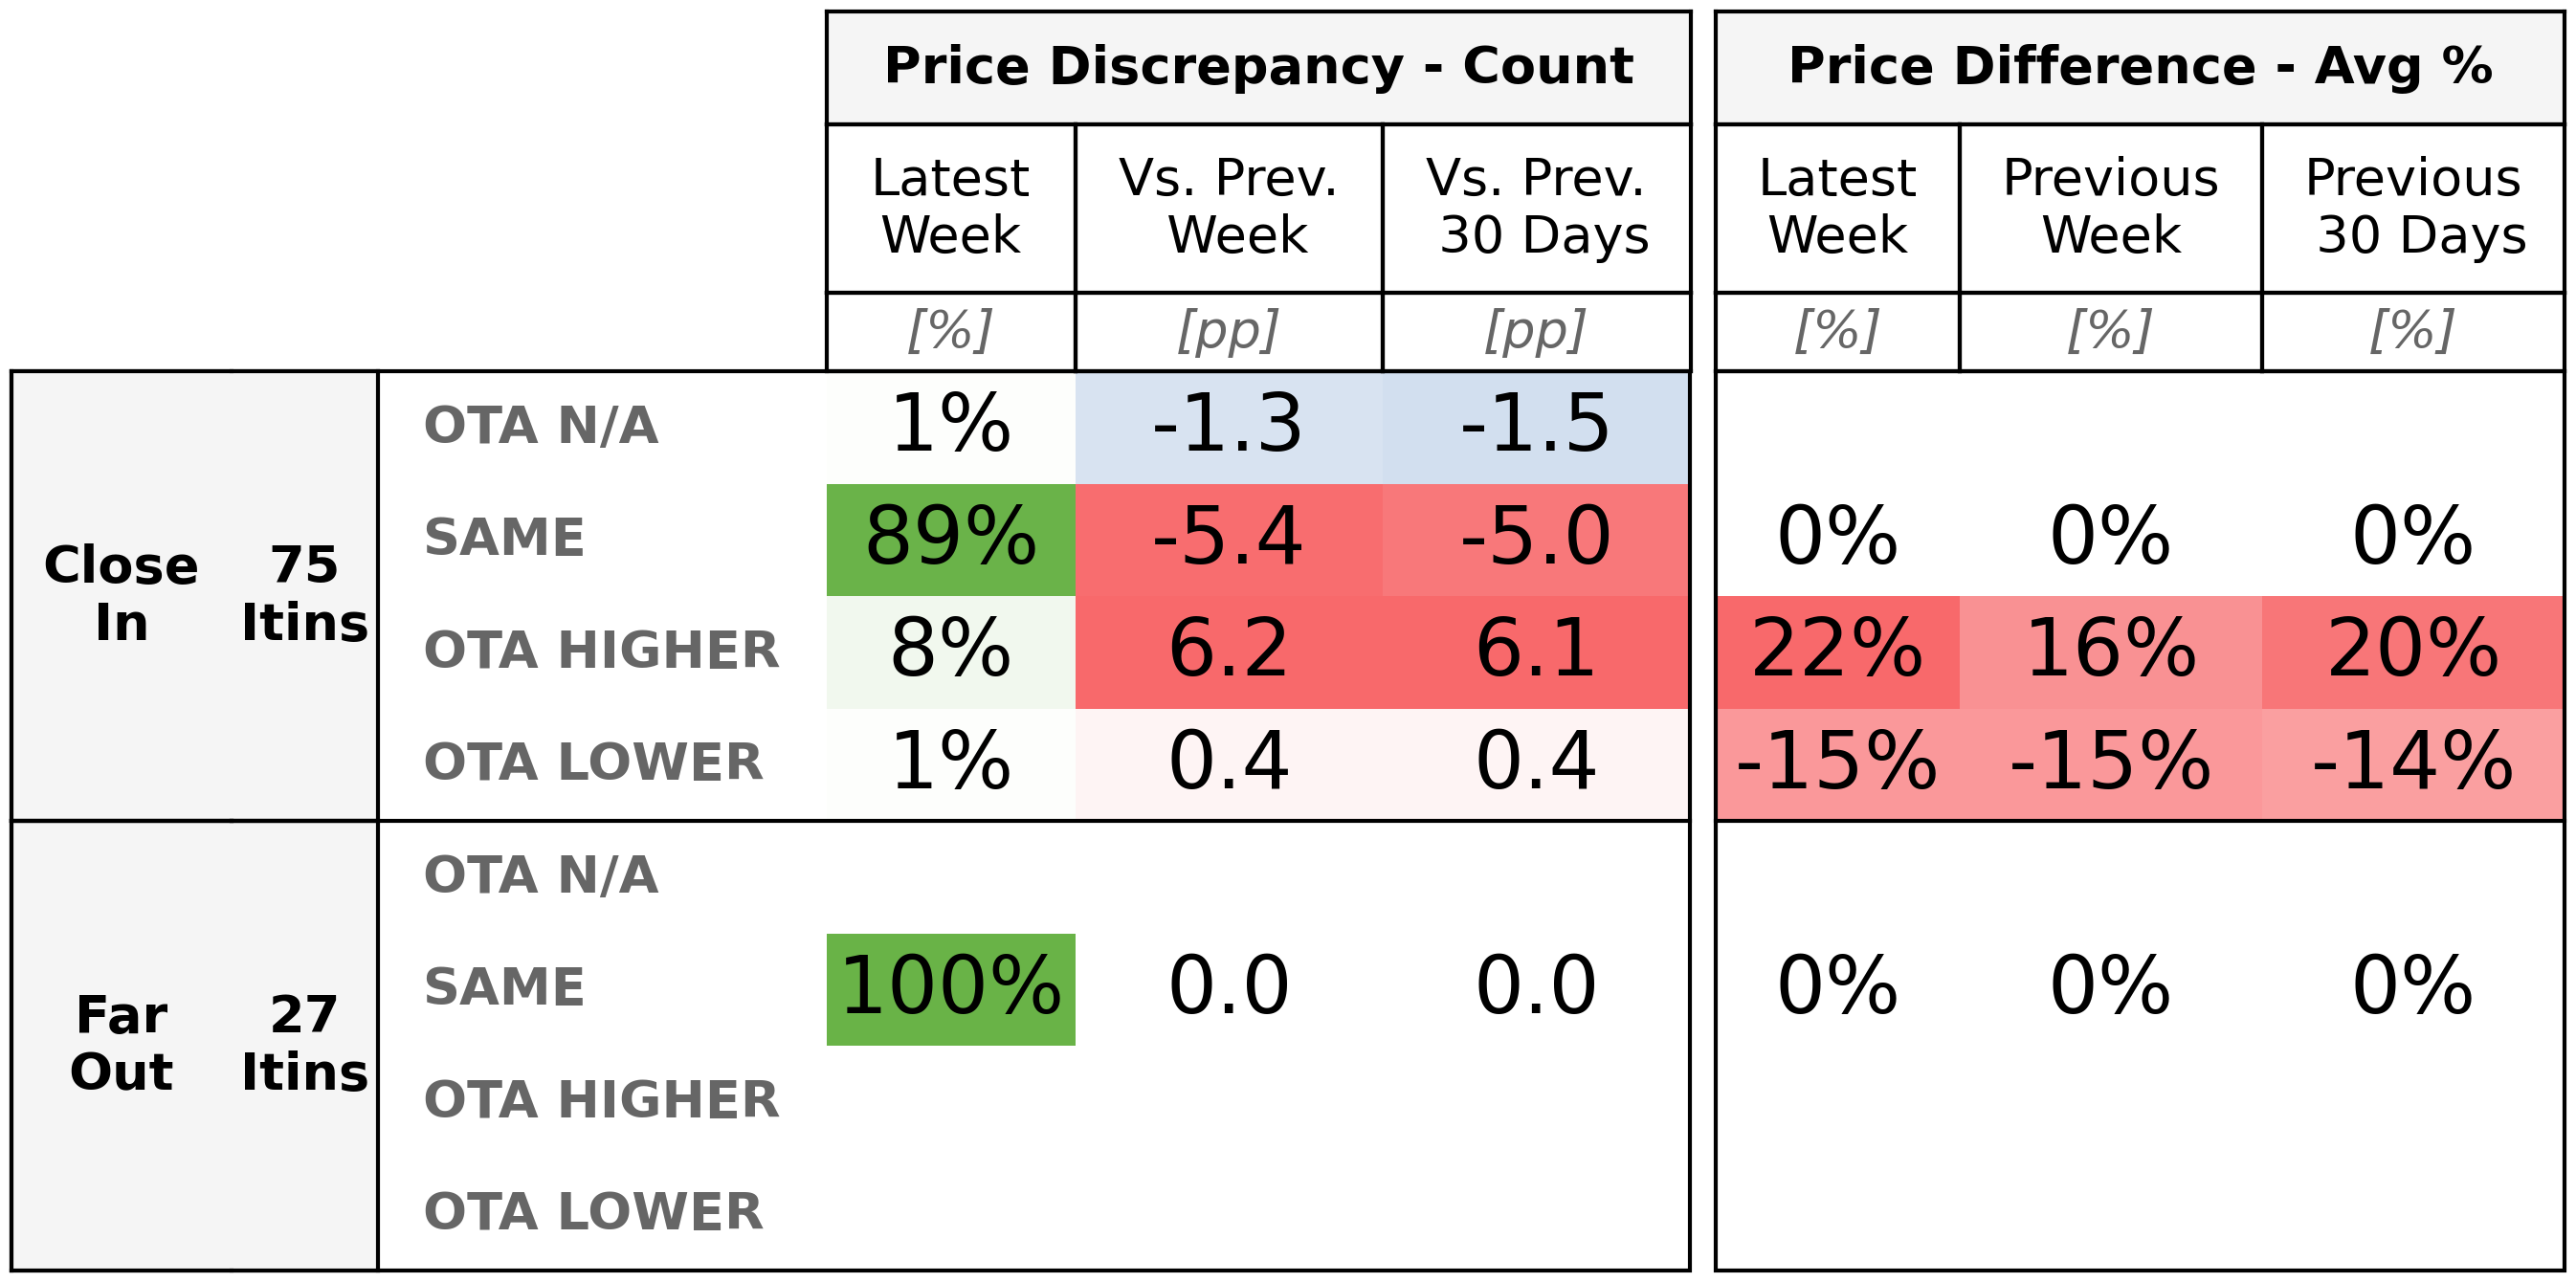 Price Discrepancy - Count Price Difference - Avg %
Latest Week Vs. Prev. Week Vs. Prev. 30 Days Latest Week Previous Week Previous 30 Days
[%] [pp] [pp] [%] [%] [%]
Close In 75 Itins
OTA N/A 1% -1.3 -1.5
SAME 89% -5.4 -5.0 0% 0% 0%
OTA HIGHER 8% 6.2 6.1 22% 16% 20%
OTA LOWER 1% 0.4 0.4 -15% -15% -14%
Far Out 27 Itins
OTA N/A
SAME 100% 0.0 0.0 0% 0% 0%
OTA HIGHER
OTA LOWER